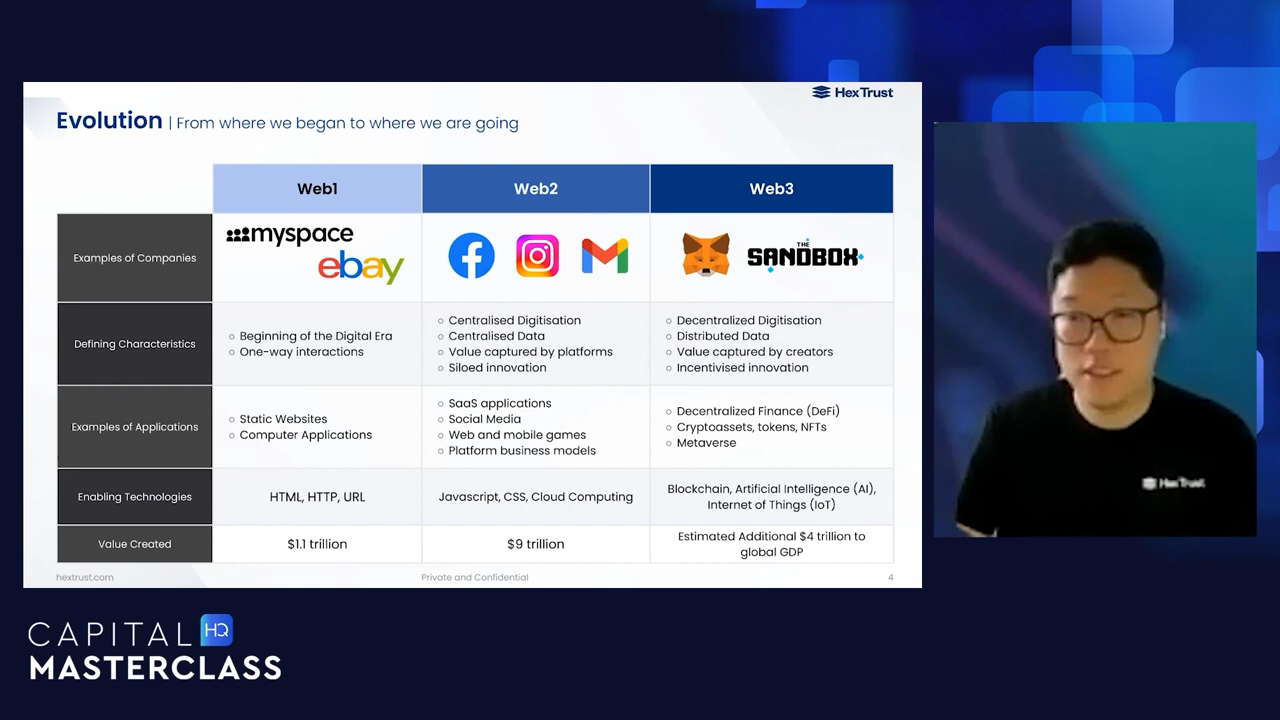 Hex Trust
Evolution | From where we began to where we are going
Web1
Web2
Web3
Examples of Companies
myspace
ebay
THE
SANDBOX
Defining Characteristics
Beginning of the Digital Era
One-way interactions
Centralised Digitisation
Centralised Data
Value captured by platforms
Siloed innovation
Decentralized Digitisation
Distributed Data
Value captured by creators
Incentivised innovation
Examples of Applications
Static Websites
Computer Applications
SaaS applications
Social Media
Web and mobile games
Platform business models
Decentralized Finance (DeFi)
Cryptoassets, tokens, NFTs
Metaverse
Enabling Technologies
HTML, HTTP, URL
Javascript, CSS, Cloud Computing
Blockchain, Artificial Intelligence (AI),
Internet of Things (IoT)
Value Created
$1.1 trillion
$9 trillion
Estimated Additional $4 trillion to
global GDP
hextrust.com
Private and Confidential
4
Hex Trust
CAPITAL HQ
MASTERCLASS